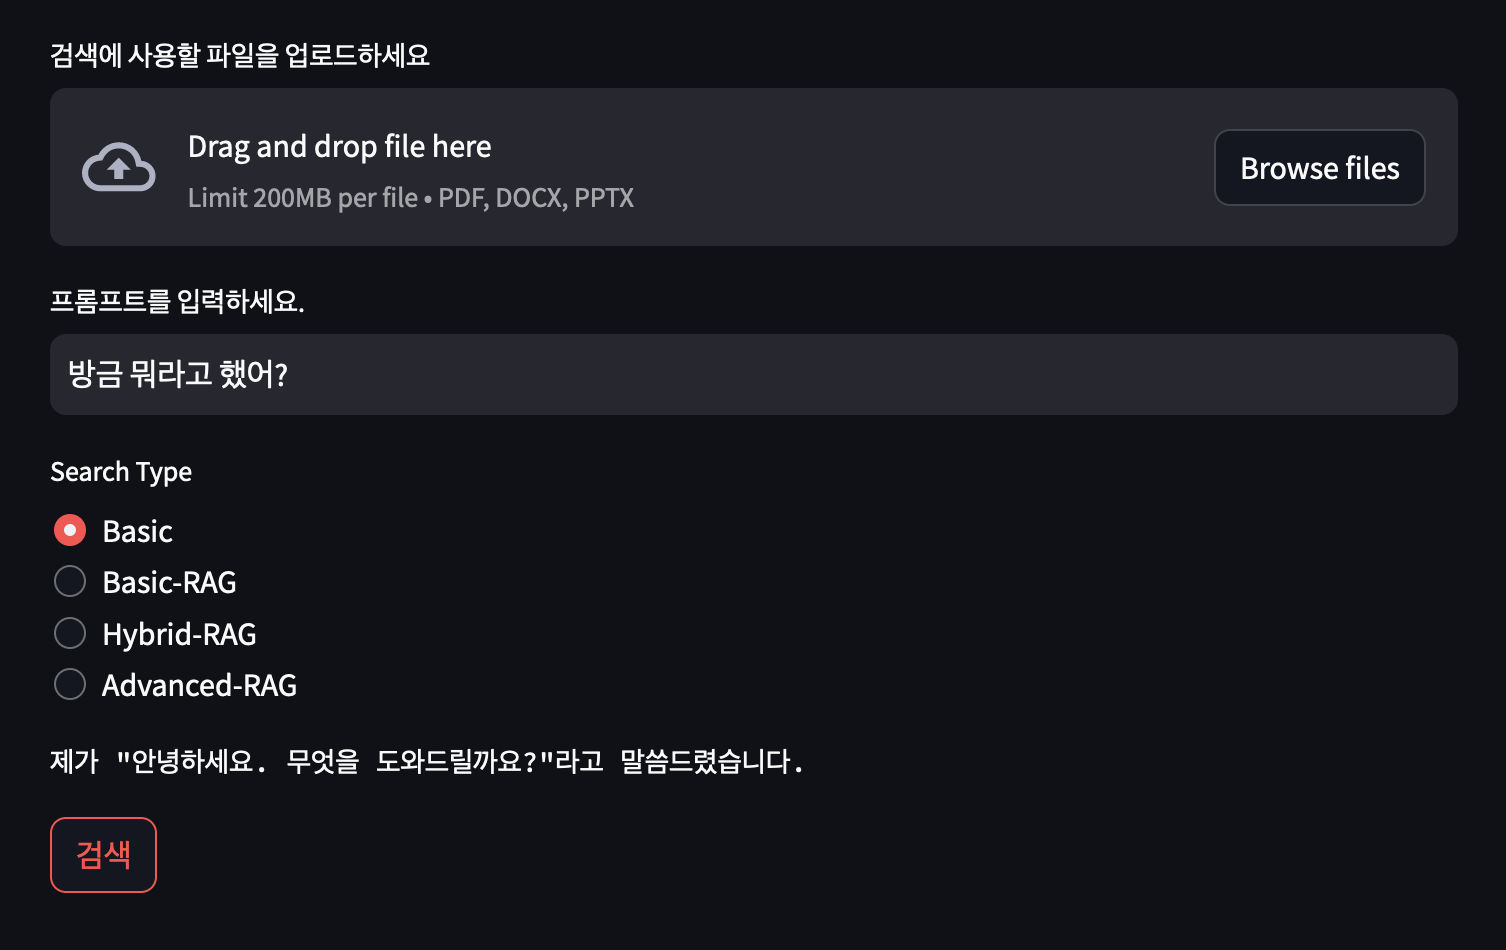 검색에 사용할 파일을 업로드하세요
Drag and drop file here
Limit 200MB per file • PDF, DOCX, PPTX
Browse files
프롬프트를 입력하세요.
방금 뭐라고 했어?
Search Type
Basic
Basic-RAG
Hybrid-RAG
Advanced-RAG
제가 "안녕하세요. 무엇을 도와드릴까요?"라고 말씀드렸습니다.
검색